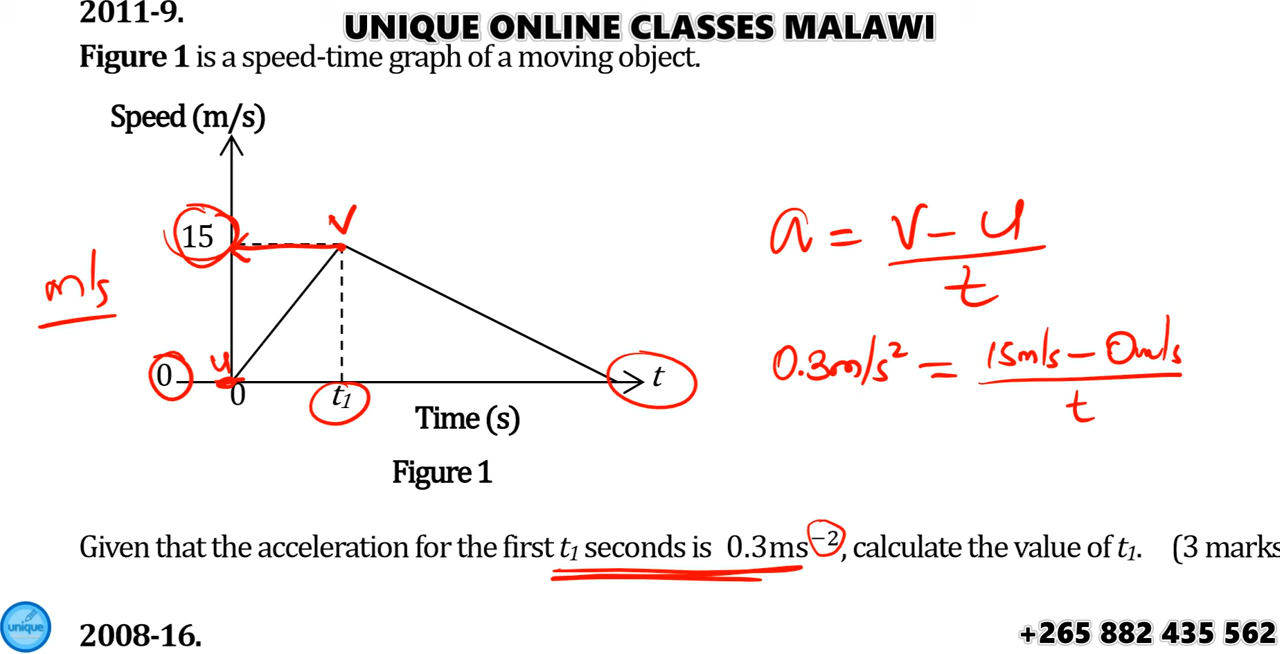 2011-9.
UNIQUE ONLINE CLASSES MALAWI
Figure 1 is a speed-time graph of a moving object.
Speed (m/s)
15
v
m/s
0
u
0
t₁
t
Time (s)
Figure 1
a = v - u / t
0.3m/s² = 15m/s - 0m/s / t
Given that the acceleration for the first t₁ seconds is 0.3ms⁻², calculate the value of t₁. (3 marks
unique
2008-16.
+265 882 435 562